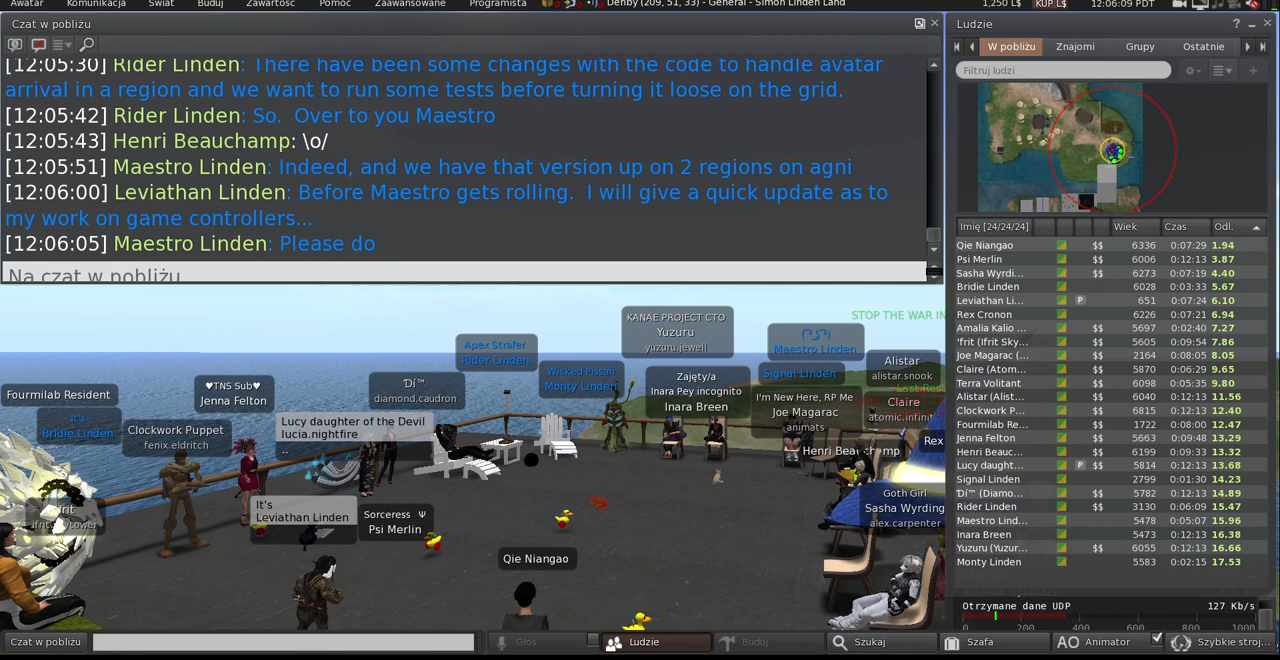 Awatar Komunikacja Świat Buduj Zawartość Pomoc Zaawansowane Programista Denby (209, 51, 33) - General - Simon Linden Land 1,250 L$ KUP L$ 12:06:09 PDT
Czat w pobliżu
[12:05:30] Rider Linden: There have been some changes with the code to handle avatar
arrival in a region and we want to run some tests before turning it loose on the grid.
[12:05:42] Rider Linden: So. Over to you Maestro
[12:05:43] Henri Beauchamp: \o/
[12:05:51] Maestro Linden: Indeed, and we have that version up on 2 regions on agni
[12:06:00] Leviathan Linden: Before Maestro gets rolling. I will give a quick update as to
my work on game controllers...
[12:06:05] Maestro Linden: Please do
Na czat w pobliżu
STOP THE WAR IN
KANAE PROJECT CTO
Yuzuru
yuzuru.jewell
Apex Strafer
Rider Linden
Maestro Linden
Wicked Pissah
Monty Linden
Signal Linden
Alistar
alistar.snook
Zajęty/a
Inara Pey incognito
Inara Breen
♥TNS Sub♥
Jenna Felton
Ɗí™
diamond.caudron
Fourmilab Resident
I'm New Here, RP Me
Joe Magarac
animats
Claire
atomic.infinit
It's
Bridie Linden
Clockwork Puppet
fenix.eldritch
Lucy daughter of the Devil
lucia.nightfire
..
Rex
Henri Beauchamp
It's
Leviathan Linden
Sorceress Ψ
Psi Merlin
Goth Girl
Sasha Wyrding
alex.carpenter
Qie Niangao
Czat w pobliżu Głos Ludzie Buduj Szukaj Szafa AO Animator Szybkie stroj...
Ludzie
W pobliżu Znajomi Grupy Ostatnie
Filtruj ludzi
Imię [24/24/24] Wiek Czas Odl.
Qie Niangao $$ 6336 0:07:29 1.94
Psi Merlin $$ 6006 0:12:13 3.87
Sasha Wyrdi... $$ 6273 0:07:19 4.40
Bridie Linden 6028 0:03:33 5.67
Leviathan Li... P 651 0:07:24 6.10
Rex Cronon 6226 0:07:21 6.94
Amalia Kalio ... $$ 5697 0:02:40 7.27
'frit (Ifrit Sky... $$ 5605 0:09:54 7.86
Joe Magarac (... $$ 2164 0:08:05 8.05
Claire (Atom... $$ 5870 0:06:29 9.65
Terra Volitant $$ 6098 0:05:35 9.80
Alistar (Alist... $$ 6040 0:12:13 11.56
Clockwork P... $$ 6815 0:12:13 12.40
Fourmilab Re... $$ 1722 0:08:00 12.47
Jenna Felton $$ 5663 0:09:48 13.29
Henri Beauc... $$ 6199 0:09:33 13.32
Lucy daught... P $$ 5814 0:12:13 13.68
Signal Linden 2799 0:01:30 14.23
Ɗí™ (Diamo... $$ 5782 0:12:13 14.89
Rider Linden $$ 3130 0:06:09 15.47
Maestro Lind... 5478 0:05:07 15.96
Inara Breen 5473 0:12:13 16.38
Yuzuru (Yuzur... $$ 6055 0:12:13 16.66
Monty Linden 5583 0:02:15 17.53
Otrzymane dane UDP 127 Kb/s
0 200 400 600 800 1000